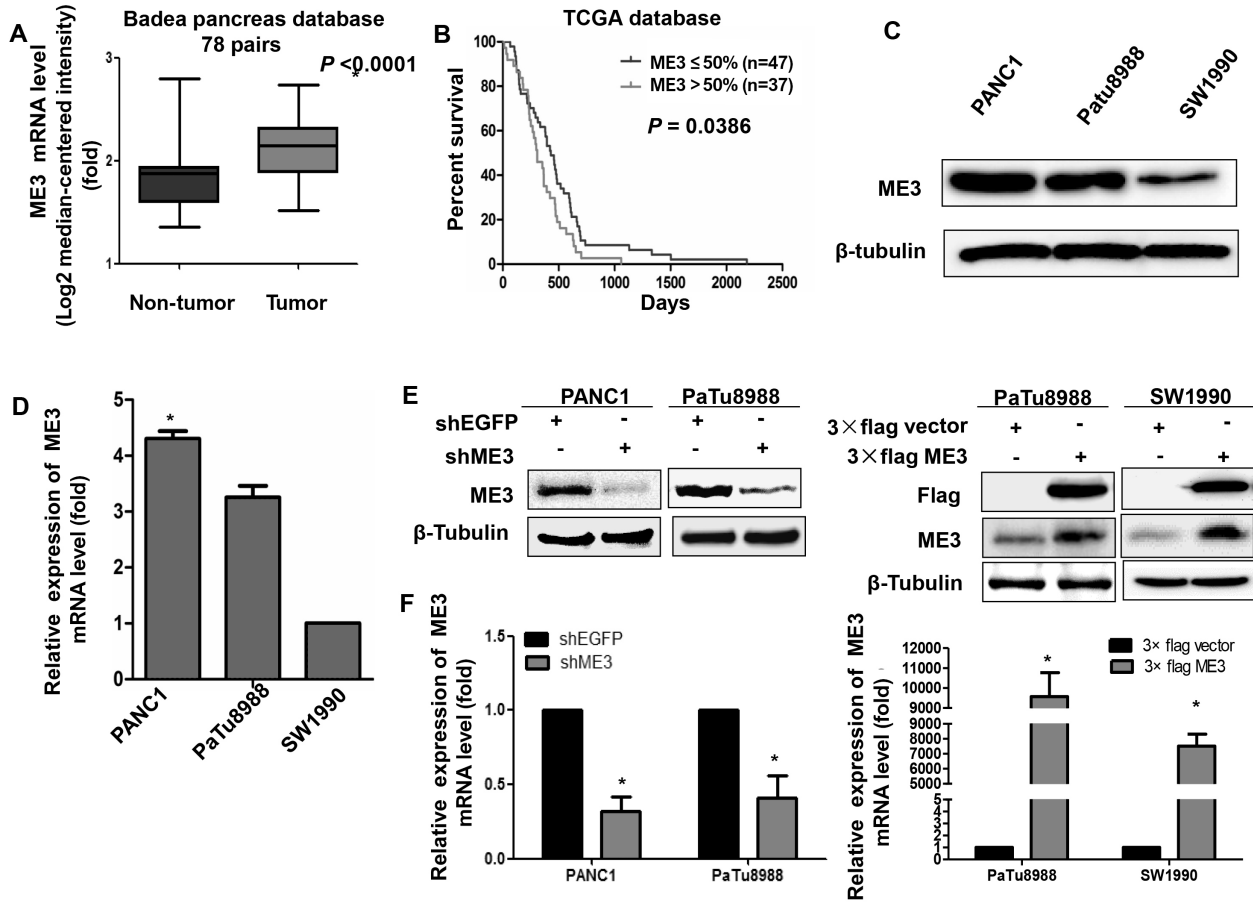 A
Badea pancreas database
78 pairs
P <0.0001
*
ME3 mRNA level
(Log2 median-centered intensity)
(fold)
3
2
1
Non-tumor
Tumor
B
TCGA database
ME3 ≤ 50% (n=47)
ME3 > 50% (n=37)
P = 0.0386
Percent survival
100
80
60
40
20
0
0 500 1000 1500 2000 2500
Days
C
PANC1
Patu8988
SW1990
ME3
β-tubulin
D
Relative expression of ME3
mRNA level (fold)
5
4
3
2
1
0
*
PANC1
PaTu8988
SW1990
E
PANC1 PaTu8988
shEGFP + - + -
shME3 - + - +
ME3
β-Tubulin
PaTu8988 SW1990
3×flag vector + - + -
3×flag ME3 - + - +
Flag
ME3
β-Tubulin
F
Relative expression of ME3
mRNA level (fold)
1.5
1.0
0.5
0.0
shEGFP
shME3
*
*
PANC1
PaTu8988
Relative expression of ME3
mRNA level (fold)
12000
11000
10000
9000
8000
7000
6000
5
4
3
2
1
0
3× flag vector
3× flag ME3
*
*
PaTu8988
SW1990